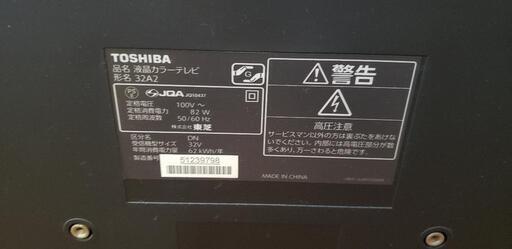 TOSHIBA
品名 液晶カラーテレビ
形名 32A2
PS
E
JQA JQ10437
定格電圧 100V～
定格消費電力 82 W
定格周波数 50/60 Hz
株式会社 東芝
区分 DN
受信機型サイズ 32V
年間消費電力量 62 kWh/年
製造番号 51239798
G
警告
高圧注意
サービスマン以外の方は裏ぶたをあけな
いでください。内部には高電圧部分が数
多くあり、万一さわると危険です。
MADE IN CHINA